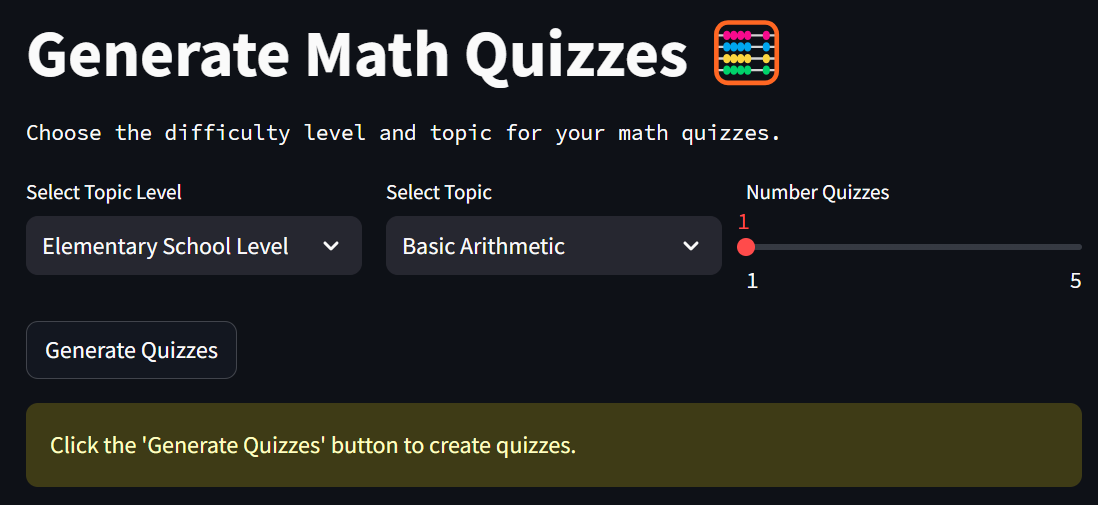 Generate Math Quizzes
Choose the difficulty level and topic for your math quizzes.
Select Topic Level
Elementary School Level
Select Topic
Basic Arithmetic
Number Quizzes
1
1
5
Generate Quizzes
Click the 'Generate Quizzes' button to create quizzes.